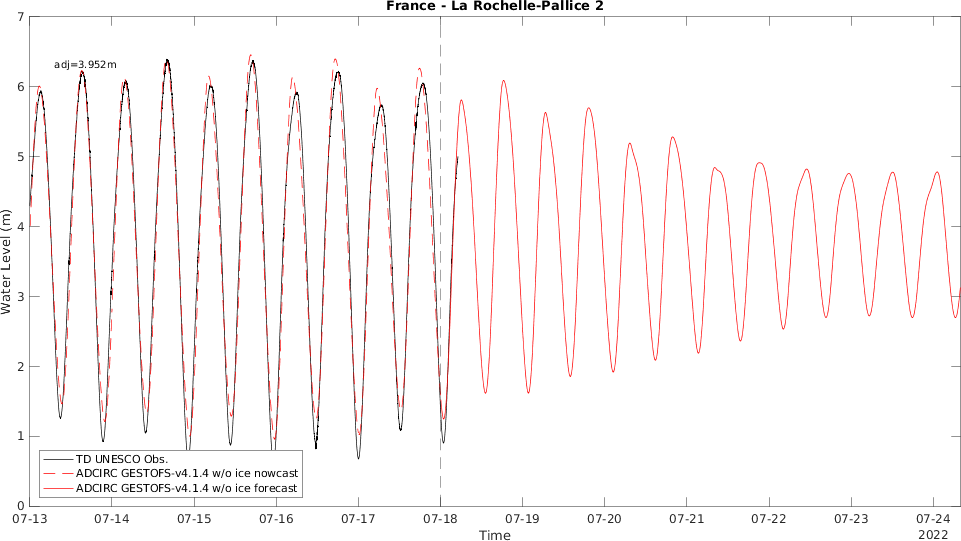 France - La Rochelle-Pallice 2
adj=3.952m
Water Level (m)
7
6
5
4
3
2
1
0
TD UNESCO Obs.
ADCIRC GESTOFS-v4.1.4 w/o ice nowcast
ADCIRC GESTOFS-v4.1.4 w/o ice forecast
07-13 07-14 07-15 07-16 07-17 07-18 07-19 07-20 07-21 07-22 07-23 07-24
Time
2022